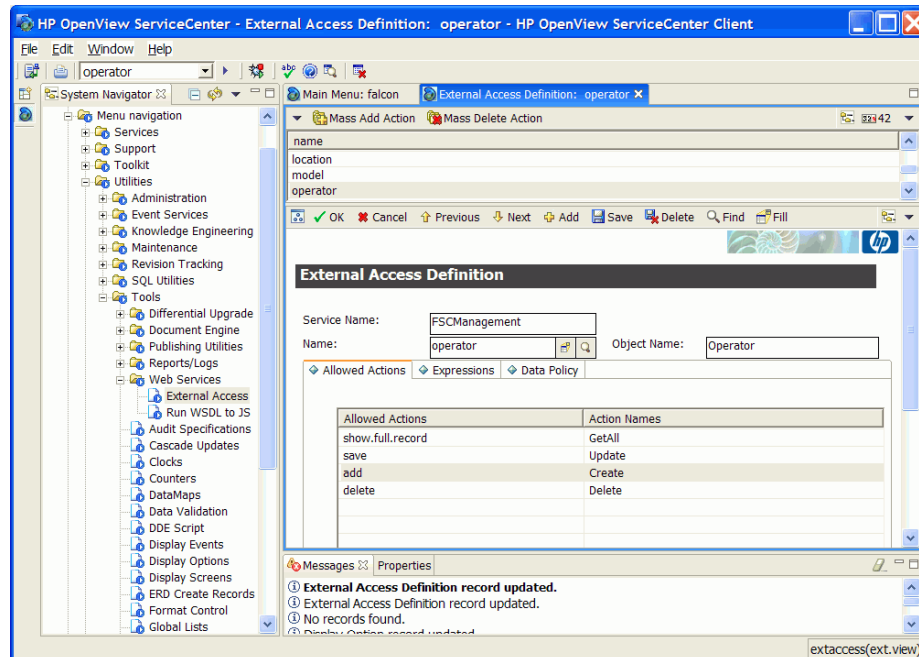 HP OpenView ServiceCenter - External Access Definition: operator - HP OpenView ServiceCenter Client
File Edit Window Help
operator
System Navigator
Menu navigation
Services
Support
Toolkit
Utilities
Administration
Event Services
Knowledge Engineering
Maintenance
Revision Tracking
SQL Utilities
Tools
Differential Upgrade
Document Engine
Publishing Utilities
Reports/Logs
Web Services
External Access
Run WSDL to JS
Audit Specifications
Cascade Updates
Clocks
Counters
DataMaps
Data Validation
DDE Script
Display Events
Display Options
Display Screens
ERD Create Records
Format Control
Global Lists
Main Menu: falcon External Access Definition: operator
Mass Add Action Mass Delete Action 42
name
location
model
operator
OK Cancel Previous Next Add Save Delete Find Fill
hp
External Access Definition
Service Name: FSCManagement
Name: operator Object Name: Operator
Allowed Actions Expressions Data Policy
Allowed Actions Action Names
show.full.record GetAll
save Update
add Create
delete Delete
Messages Properties
External Access Definition record updated.
External Access Definition record updated.
No records found.
Display Option record updated
extaccess(ext.view)